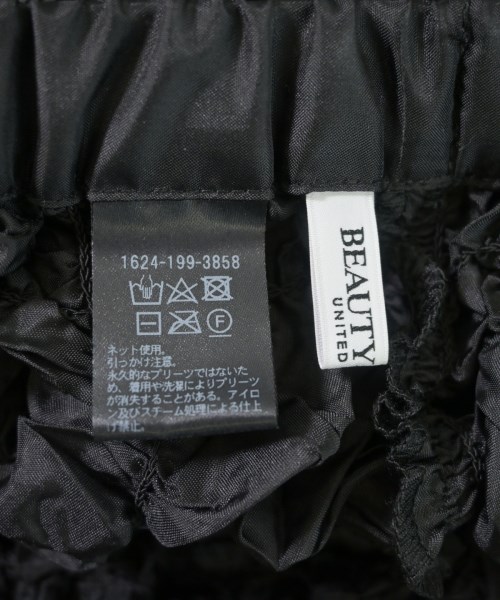 1624-199-3858
ネット使用。
引っかけ注意。
永久的なプリーツではないた
め、着用や洗濯によりプリーツ
が消失することがある。アイロ
ン及びスチーム処理による仕上
げ禁止。
BEAUTY
UNITED